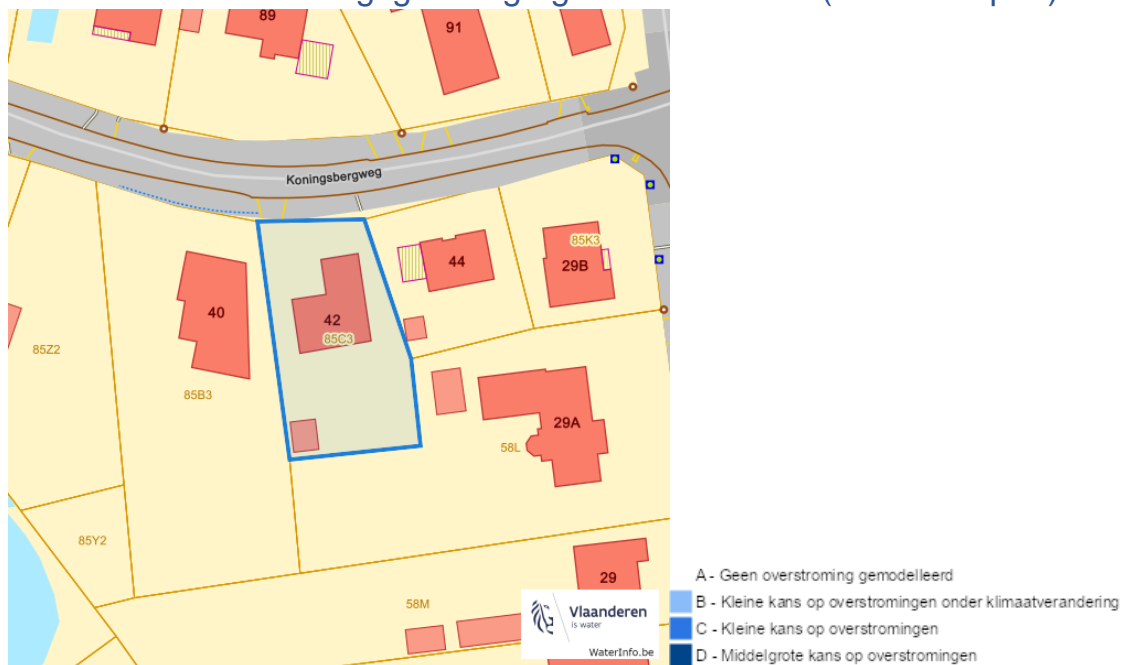 89
91
Koningsbergweg
44
85K3
29B
40
42
85C3
85Z2
85B3
29A
58L
85Y2
29
58M
Vlaanderen
is water
WaterInfo.be
A - Geen overstroming gemodelleerd
B - Kleine kans op overstromingen onder klimaatverandering
C - Kleine kans op overstromingen
D - Middelgrote kans op overstromingen